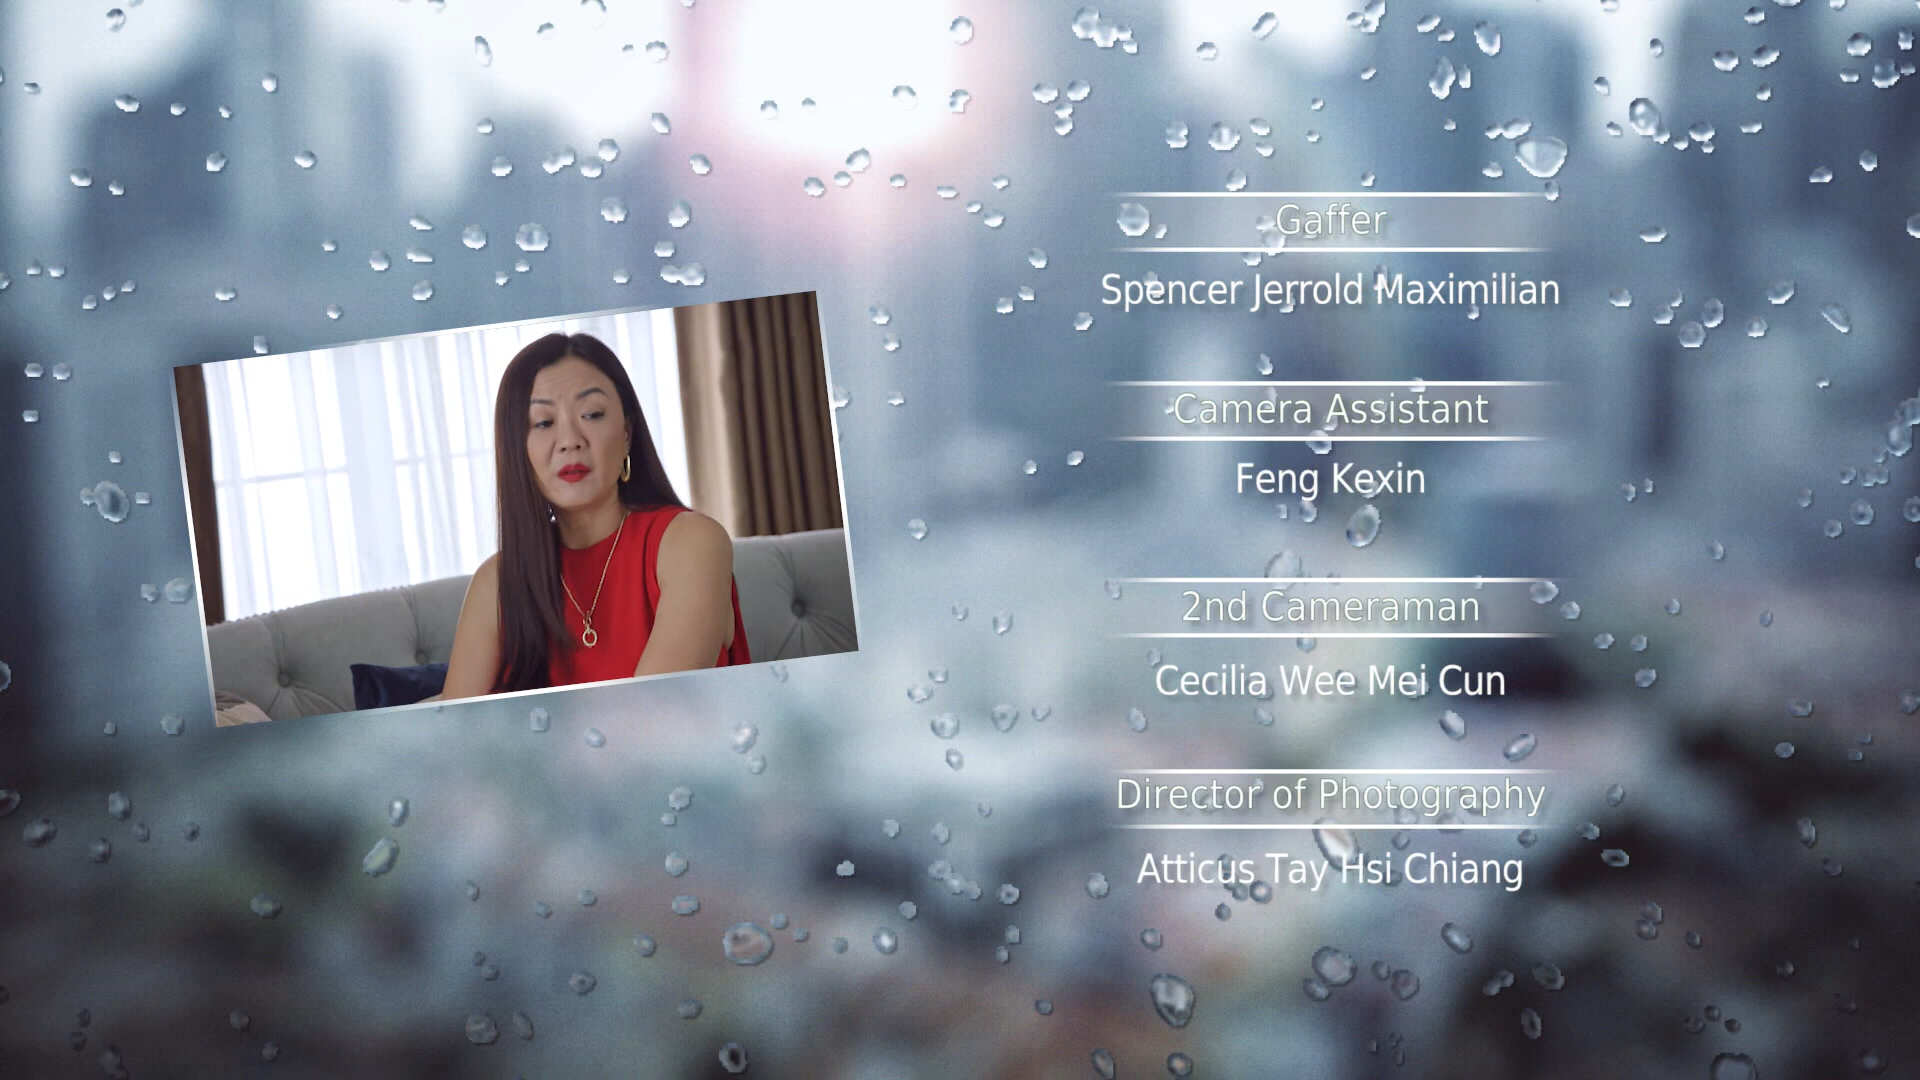 Gaffer
Spencer Jerrold Maximilian
Camera Assistant
Feng Kexin
2nd Cameraman
Cecilia Wee Mei Cun
Director of Photography
Atticus Tay Hsi Chiang